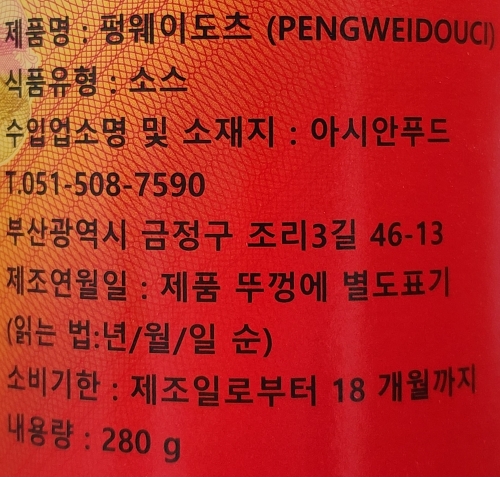 제품명 : 펑웨이도츠 (PENGWEIDOUCI)
식품유형 : 소스
수입업소명 및 소재지 : 아시안푸드
T.051-508-7590
부산광역시 금정구 조리3길 46-13
제조연월일 : 제품 뚜껑에 별도표기
(읽는 법:년/월/일 순)
소비기한 : 제조일로부터 18 개월까지
내용량 : 280 g